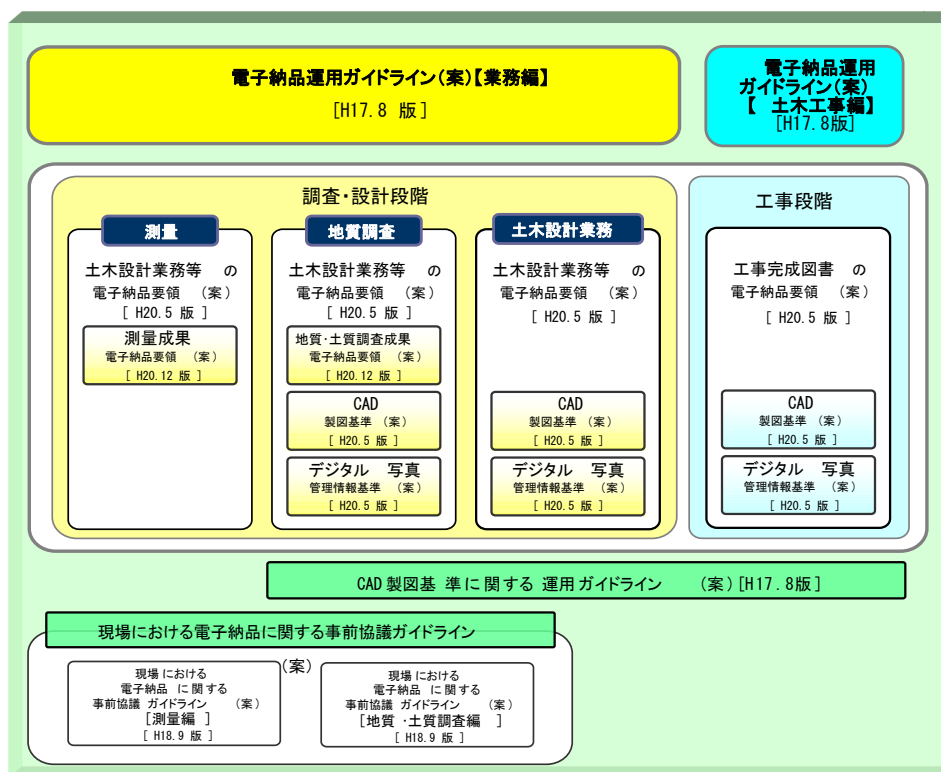 電子納品運用ガイドライン(案)【業務編】
[H17.8 版]
電子納品運用
ガイドライン(案)
【 土木工事編】
[H17.8版]
調査・設計段階
測量
土木設計業務等 の
電子納品要領 (案)
[ H20.5 版 ]
測量成果
電子納品要領 (案)
[ H20.12 版 ]
地質調査
土木設計業務等 の
電子納品要領 (案)
[ H20.5 版 ]
地質・土質調査成果
電子納品要領 (案)
[ H20.12 版 ]
CAD
製図基準 (案)
[ H20.5 版 ]
デジタル 写真
管理情報基準 (案)
[ H20.5 版 ]
土木設計業務
土木設計業務等 の
電子納品要領 (案)
[ H20.5 版 ]
CAD
製図基準 (案)
[ H20.5 版 ]
デジタル 写真
管理情報基準 (案)
[ H20.5 版 ]
工事段階
工事完成図書 の
電子納品要領 (案)
[ H20.5 版 ]
CAD
製図基準 (案)
[ H20.5 版 ]
デジタル 写真
管理情報基準 (案)
[ H20.5 版 ]
CAD 製図基 準に関する 運用ガイドライン (案)[H17.8版]
現場における電子納品に関する事前協議ガイドライン
(案)
現場 における
電子納品 に関する
事前協議 ガイドライン (案)
[測量編 ]
[ H18.9 版 ]
現場 における
電子納品 に関する
事前協議 ガイドライン (案)
[地質 ・土質調査編 ]
[ H18.9 版 ]